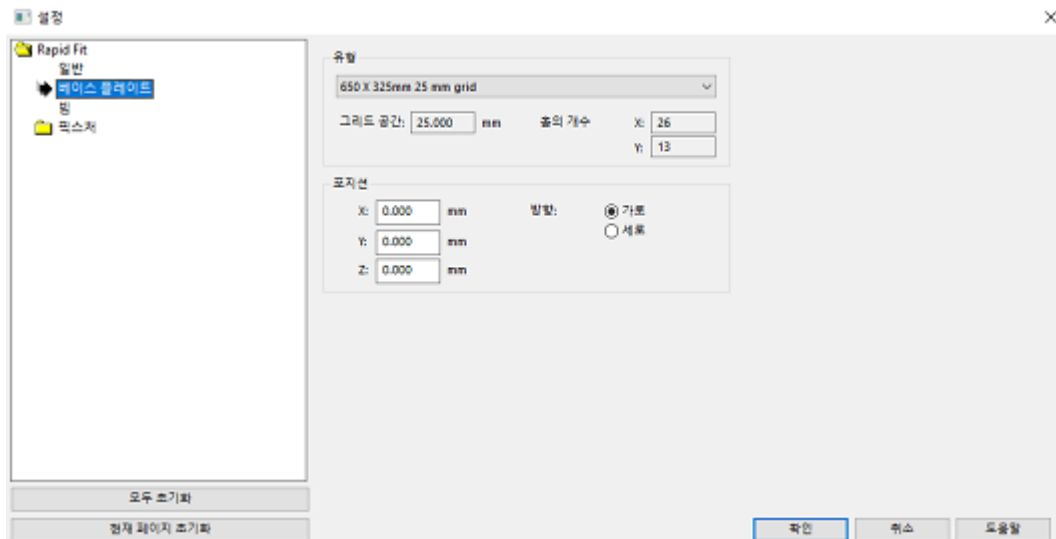 설정
Rapid Fit
일반
베이스 플레이트
빔
픽스처
모두 초기화
현재 페이지 초기화
유형
650 X 325mm 25 mm grid
그리드 공간: 25.000 mm 홀의 개수 X: 26
Y: 13
포지션
X: 0.000 mm 방향: 가로
Y: 0.000 mm 세로
Z: 0.000 mm
확인 취소 도움말